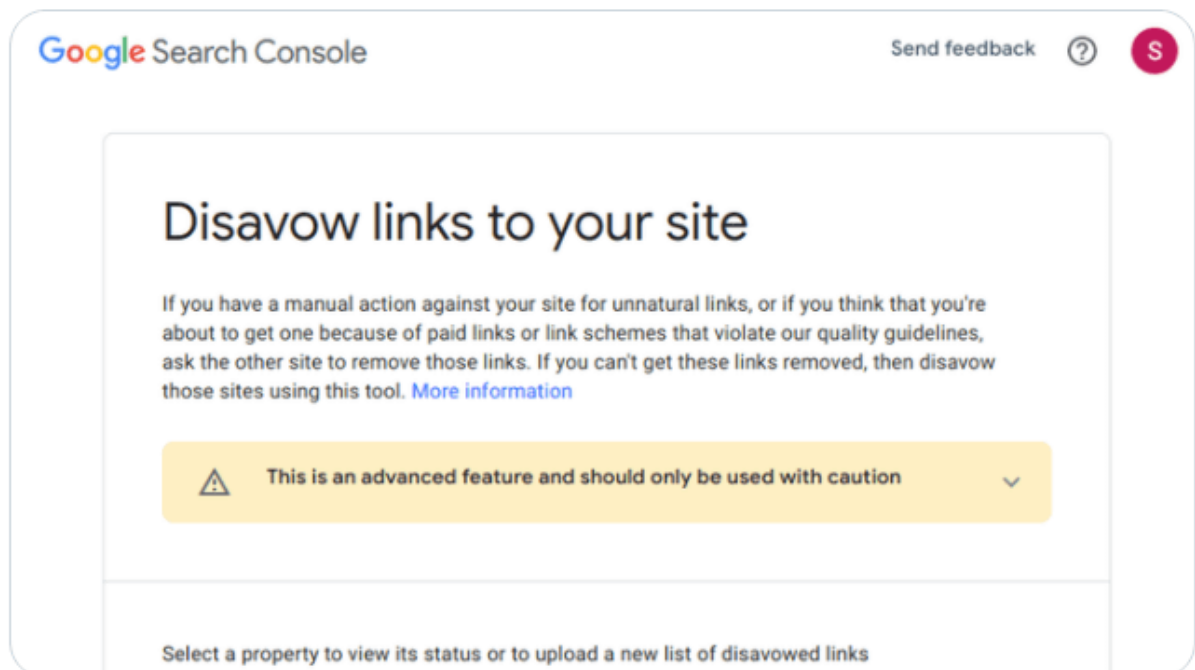 Google Search Console
Send feedback
S
Disavow links to your site
If you have a manual action against your site for unnatural links, or if you think that you're
about to get one because of paid links or link schemes that violate our quality guidelines,
ask the other site to remove those links. If you can't get these links removed, then disavow
those sites using this tool. More information
This is an advanced feature and should only be used with caution
Select a property to view its status or to upload a new list of disavowed links